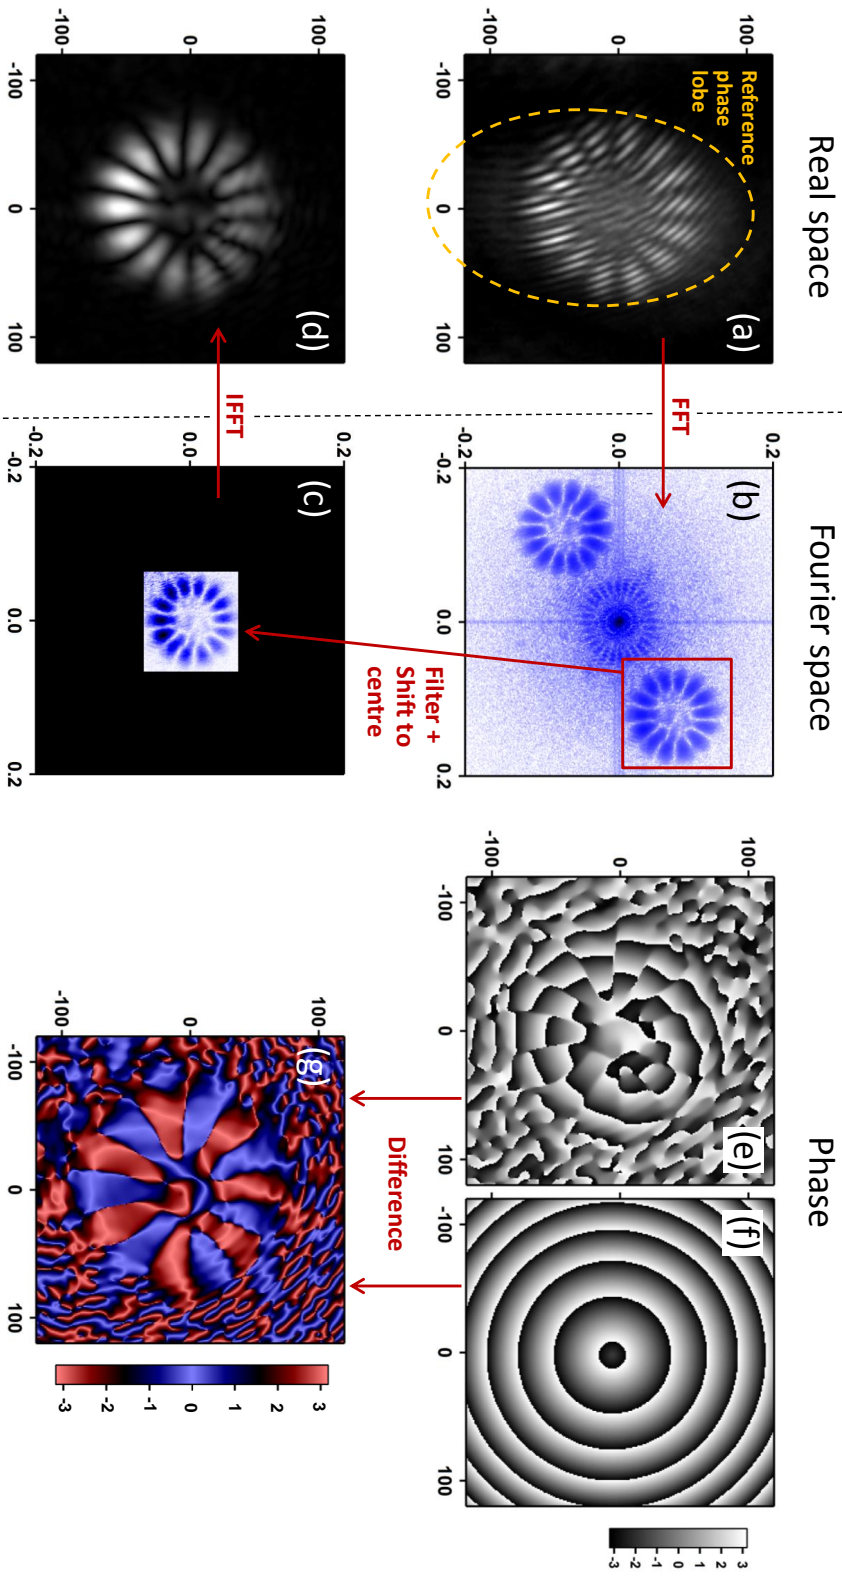 Real space
Fourier space
Phase
Reference
phase
lobe
(a)
100
0
-100
-100
0
100
FFT
(b)
0.2
0.0
-0.2
-0.2
0.0
0.2
(e)
100
0
-100
-100
0
100
(f)
-100
0
100
3
2
1
0
-1
-2
-3
Filter +
Shift to
centre
Difference
(d)
100
0
-100
-100
0
100
IFFT
(c)
0.2
0.0
-0.2
-0.2
0.0
0.2
(g)
100
0
-100
-100
0
100
3
2
1
0
-1
-2
-3